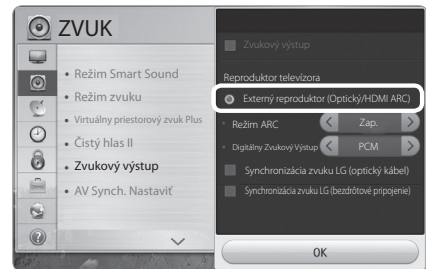 ZVUK
Režim Smart Sound
Režim zvuku
Virtuálny priestorový zvuk Plus
Čistý hlas II
Zvukový výstup
AV Synch. Nastaviť
Zvukový výstup
Reproduktor televízora
Externý reproduktor (Optický/HDMI ARC)
Režim ARC
Zap.
Digitálny Zvukový Výstup
PCM
Synchronizácia zvuku LG (optický kábel)
Synchronizácia zvuku LG (bezdrôtové pripojenie)
OK